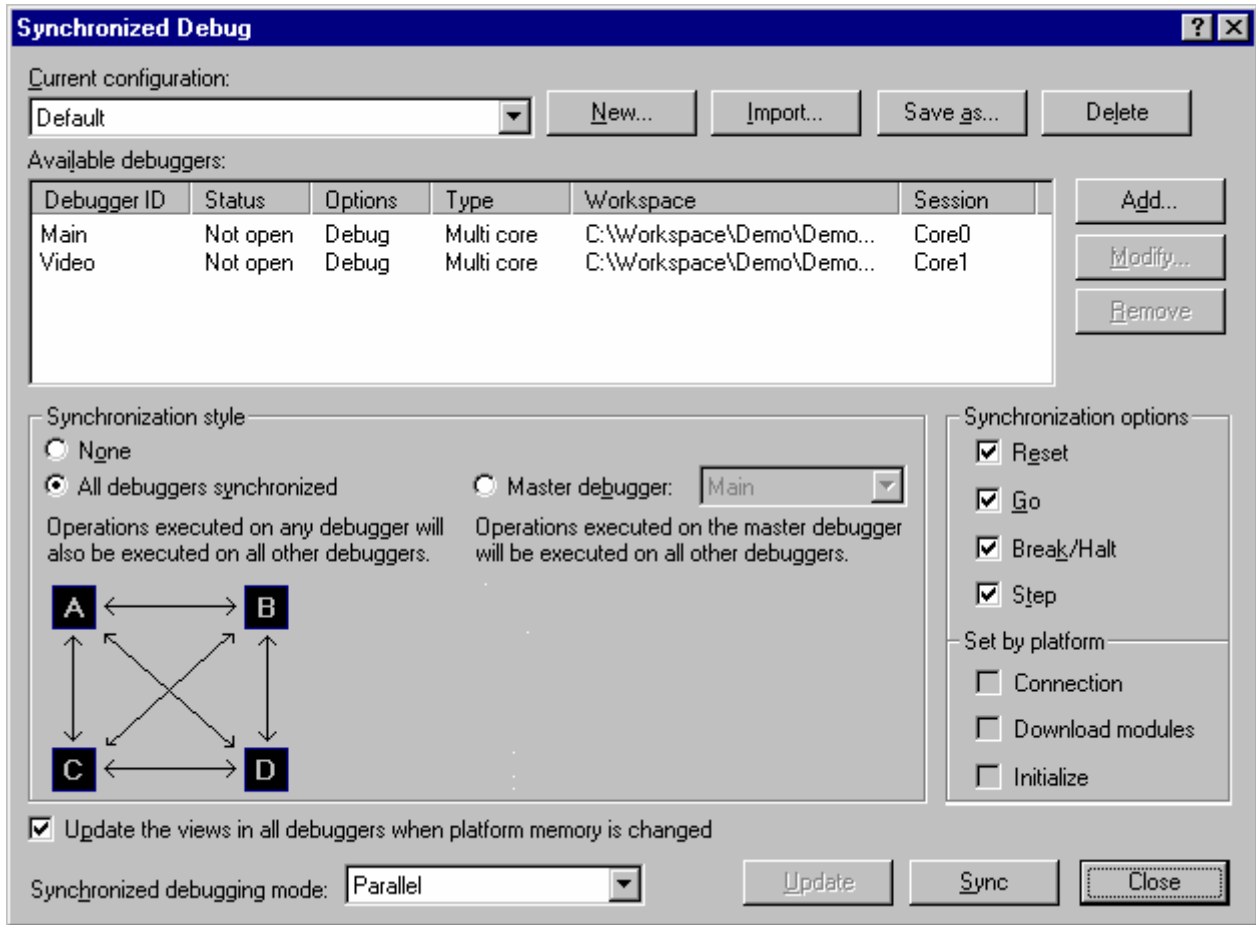 Synchronized Debug
Current configuration:
Default
New...
Import...
Save as...
Delete
Available debuggers:
Debugger ID Status Options Type Workspace Session
Main Not open Debug Multi core C:\Workspace\Demo\Demo... Core0
Video Not open Debug Multi core C:\Workspace\Demo\Demo... Core1
Add...
Modify...
Remove
Synchronization style
None
All debuggers synchronized
Operations executed on any debugger will
also be executed on all other debuggers.
Master debugger: Main
Operations executed on the master debugger
will be executed on all other debuggers.
A B
C D
Synchronization options
Reset
Go
Break/Halt
Step
Set by platform
Connection
Download modules
Initialize
Update the views in all debuggers when platform memory is changed
Synchronized debugging mode: Parallel
Update
Sync
Close